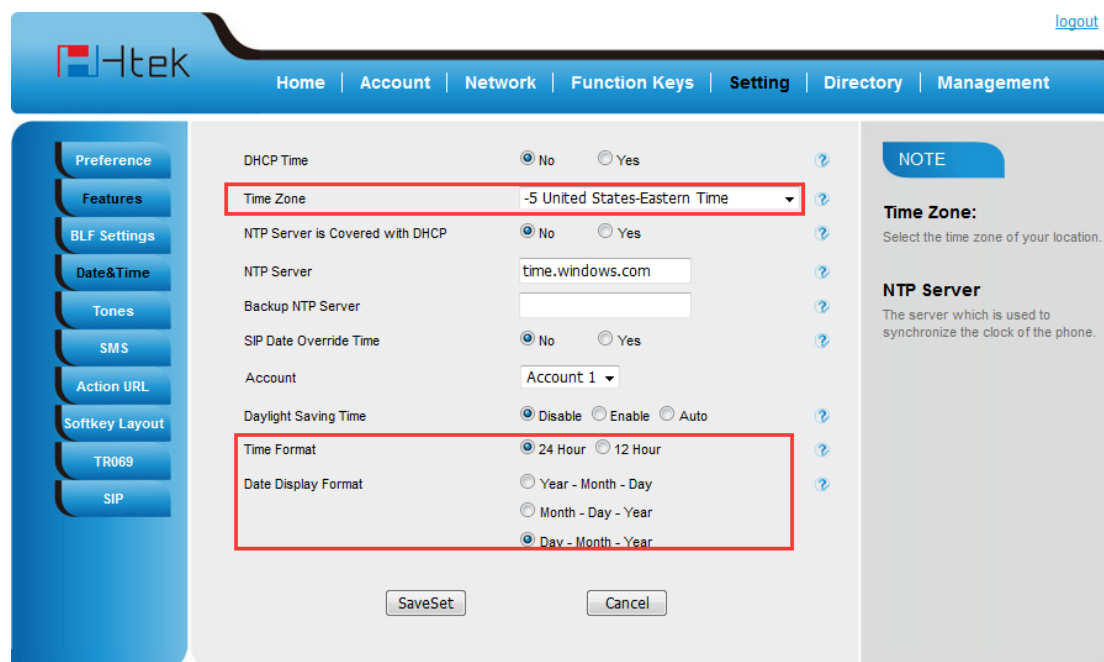 logout
Htek
Home | Account | Network | Function Keys | Setting | Directory | Management
Preference
Features
BLF Settings
Date&Time
Tones
SMS
Action URL
Softkey Layout
TR069
SIP
DHCP Time No Yes
Time Zone -5 United States-Eastern Time
NTP Server is Covered with DHCP No Yes
NTP Server time.windows.com
Backup NTP Server
SIP Date Override Time No Yes
Account Account 1
Daylight Saving Time Disable Enable Auto
Time Format 24 Hour 12 Hour
Date Display Format Year - Month - Day
Month - Day - Year
Day - Month - Year
SaveSet Cancel
NOTE
Time Zone:
Select the time zone of your location.
NTP Server
The server which is used to
synchronize the clock of the phone.